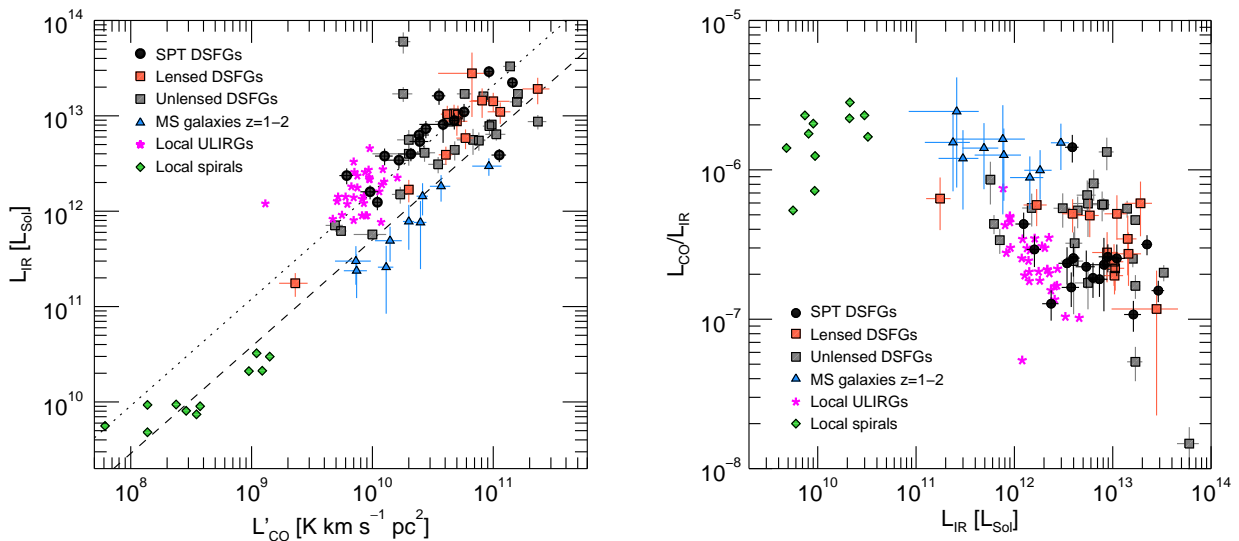 10^14
10^13
10^12
10^11
10^10
L_IR [L_Sol]
SPT DSFGs
Lensed DSFGs
Unlensed DSFGs
MS galaxies z=1−2
Local ULIRGs
Local spirals
10^8
10^9
10^10
10^11
L'_CO [K km s^−1 pc^2]
10^−5
10^−6
10^−7
10^−8
L_CO/L_IR
SPT DSFGs
Lensed DSFGs
Unlensed DSFGs
MS galaxies z=1−2
Local ULIRGs
Local spirals
10^10
10^11
10^12
10^13
10^14
L_IR [L_Sol]